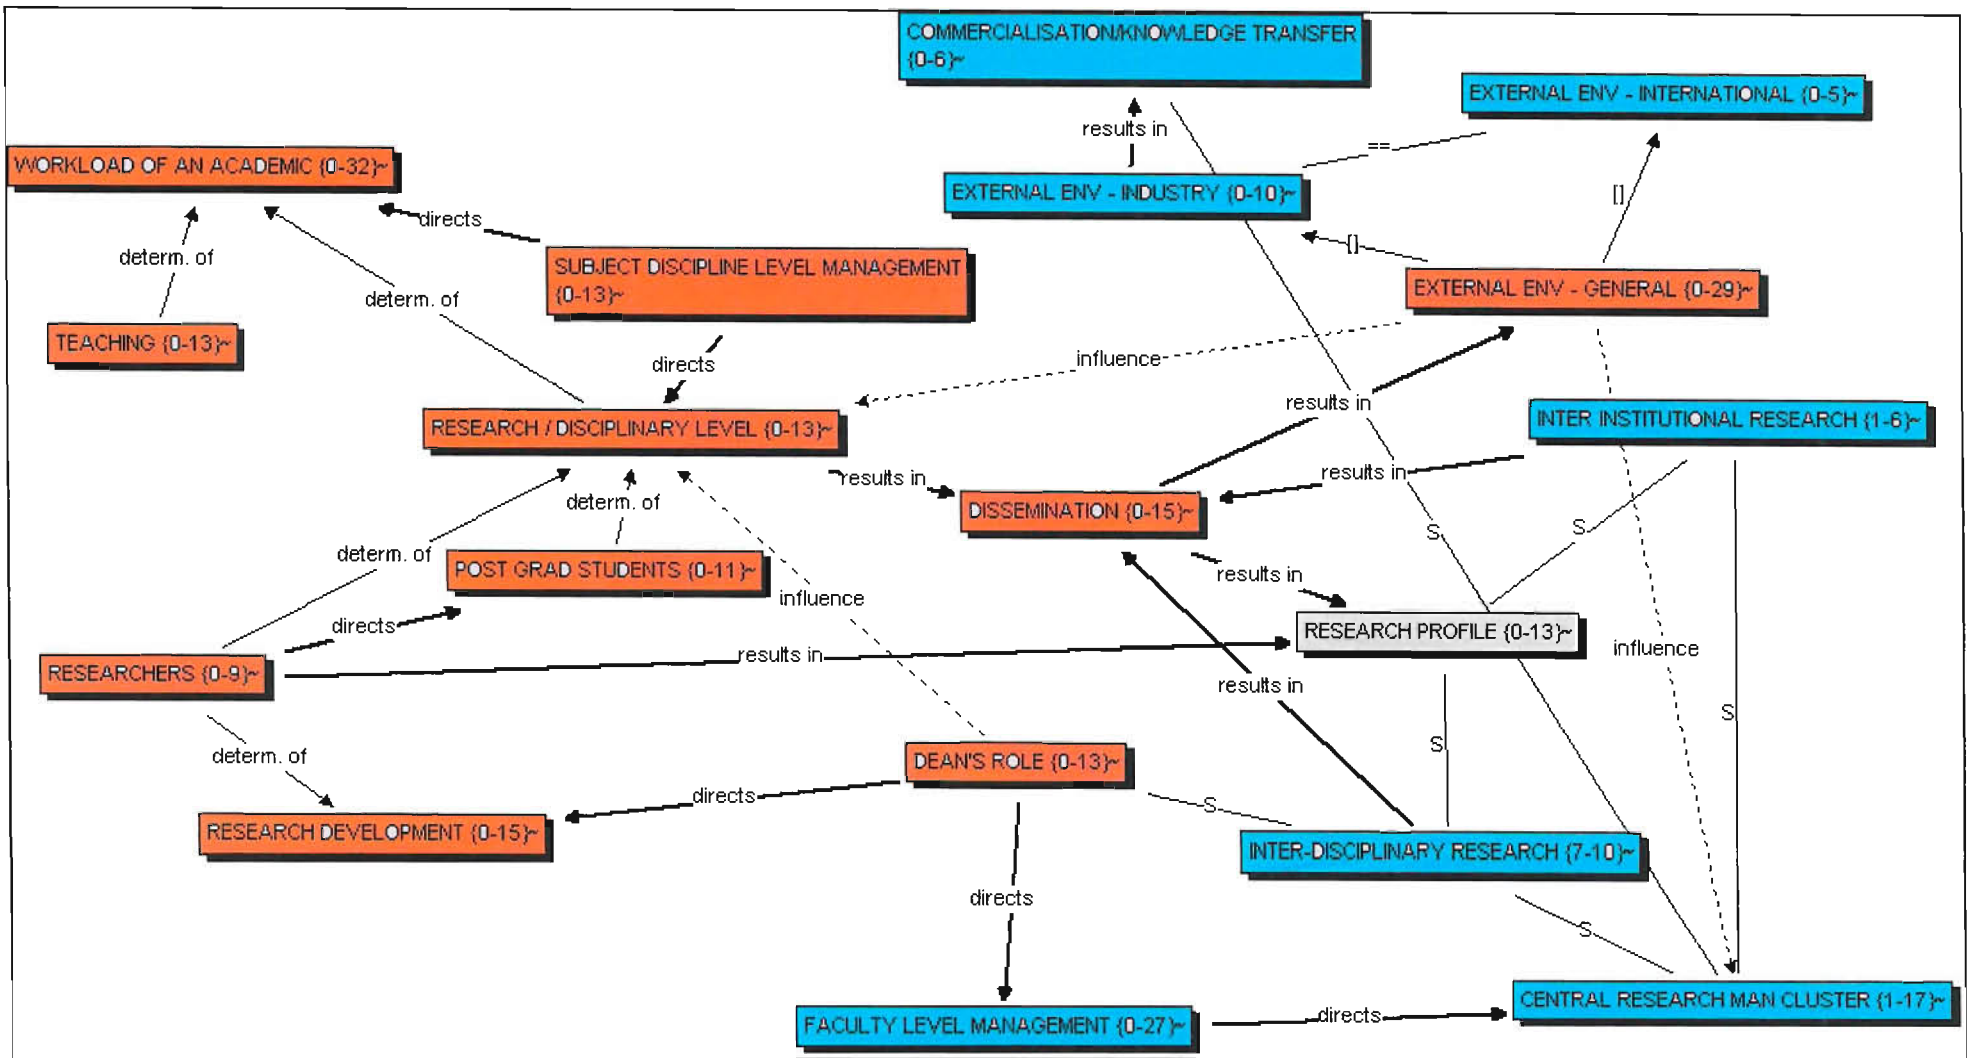 COMMERCIALISATION/KNOWLEDGE TRANSFER
{0-6}~
EXTERNAL ENV - INTERNATIONAL {0-5}~
results in
==
WORKLOAD OF AN ACADEMIC {0-32}~
EXTERNAL ENV - INDUSTRY {0-10}~
[]
directs
[]
determ. of
SUBJECT DISCIPLINE LEVEL MANAGEMENT
{0-13}~
EXTERNAL ENV - GENERAL {0-29}~
determ. of
TEACHING {0-13}~
directs
influence
results in
RESEARCH / DISCIPLINARY LEVEL {0-13}~
INTER INSTITUTIONAL RESEARCH {1-6}~
results in
results in
determ. of
DISSEMINATION {0-15}~
S
S
determ. of
POST GRAD STUDENTS {0-11}~
results in
influence
directs
RESEARCH PROFILE {0-13}~
results in
influence
RESEARCHERS {0-9}~
results in
S
determ. of
S
DEAN'S ROLE {0-13}~
directs
S
RESEARCH DEVELOPMENT {0-15}~
INTER-DISCIPLINARY RESEARCH {7-10}~
directs
S
CENTRAL RESEARCH MAN CLUSTER {1-17}~
directs
FACULTY LEVEL MANAGEMENT {0-27}~